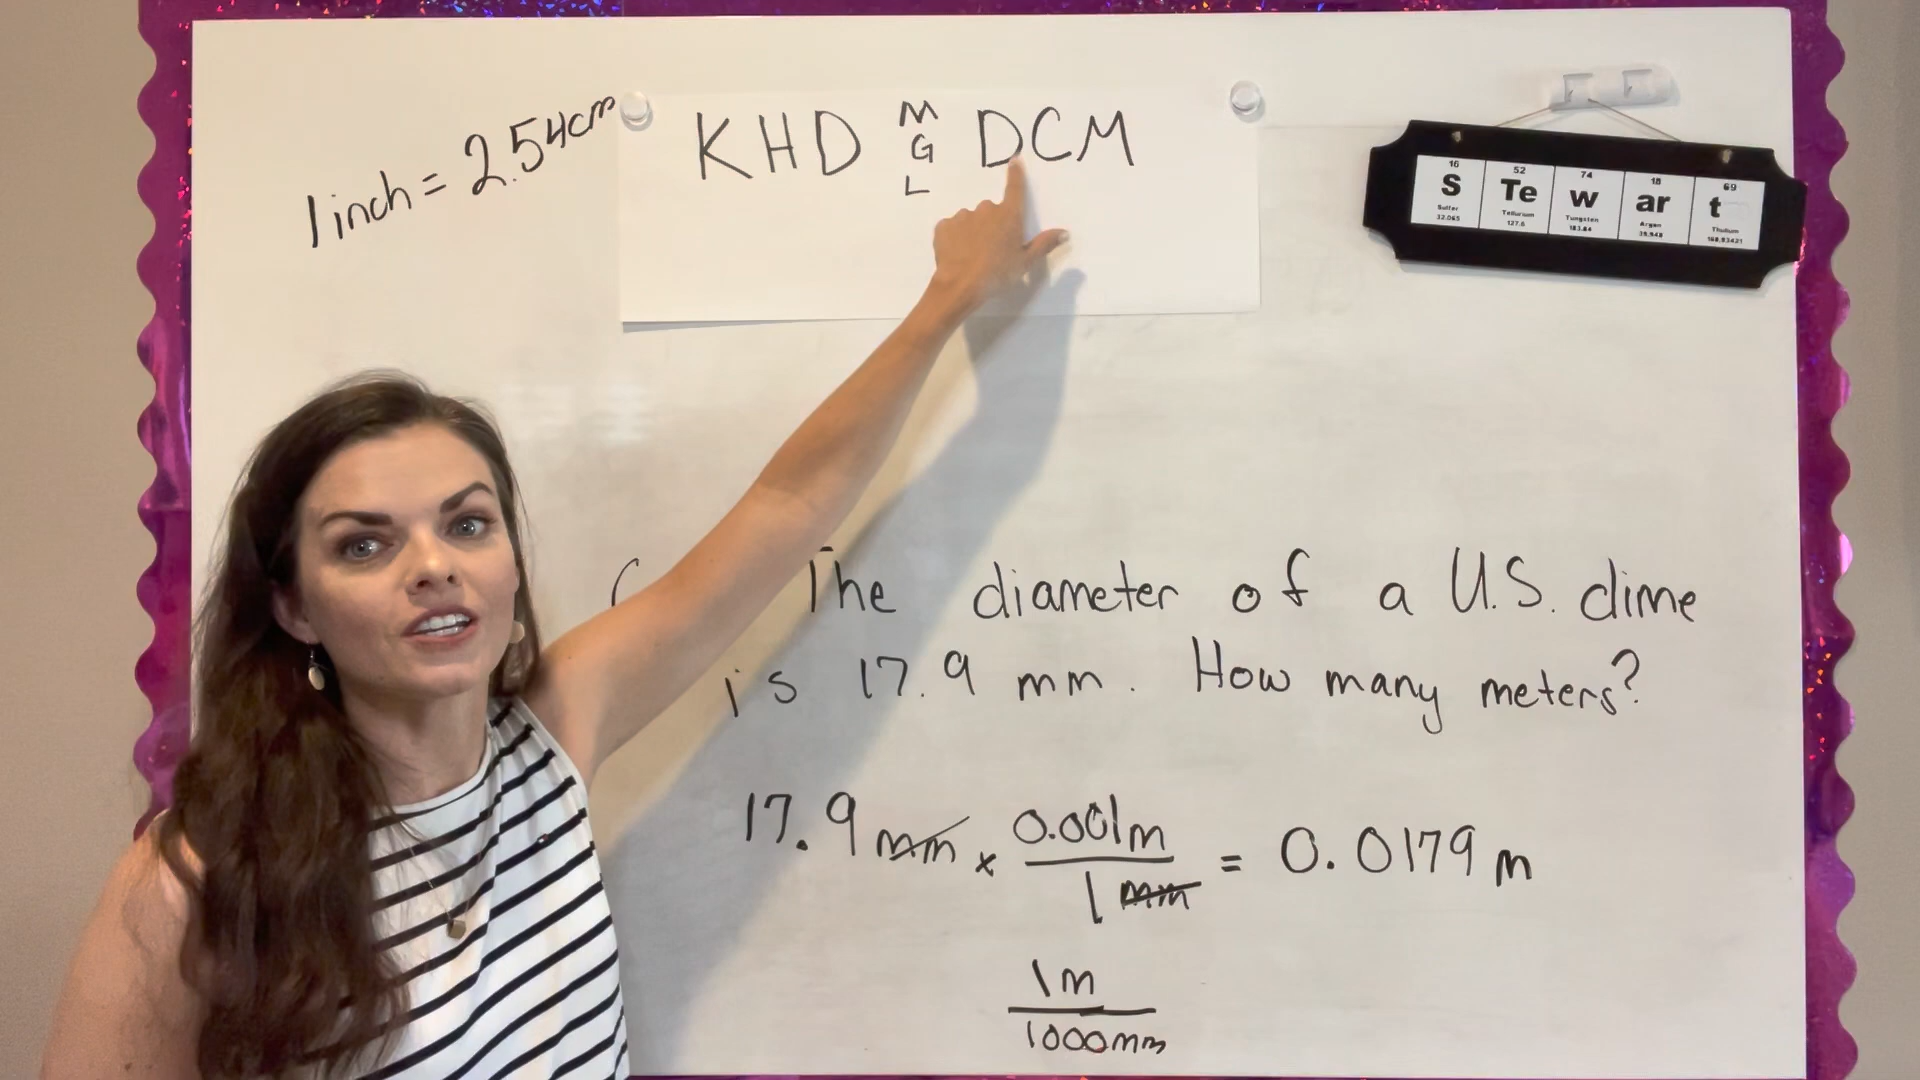 1 inch = 2.54cm
KHD M G L DCM
16 52 74 18 69
S Te w ar t
Sulfer Tellurium Tungsten Argon Thulium
32.065 127.6 183.84 39.948 168.93421
The diameter of a U.S. dime
is 17.9 mm. How many meters?
17.9 mm × 0.001m / 1 mm = 0.0179 m
1m
1000mm